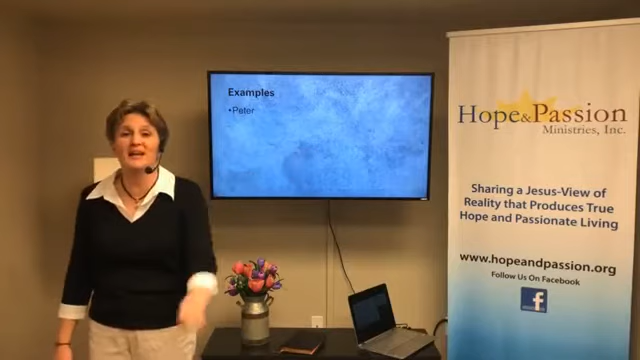 Examples
•Peter
Hope&Passion
Ministries, Inc.
Sharing a Jesus-View of
Reality that Produces True
Hope and Passionate Living
www.hopeandpassion.org
Follow Us On Facebook
f